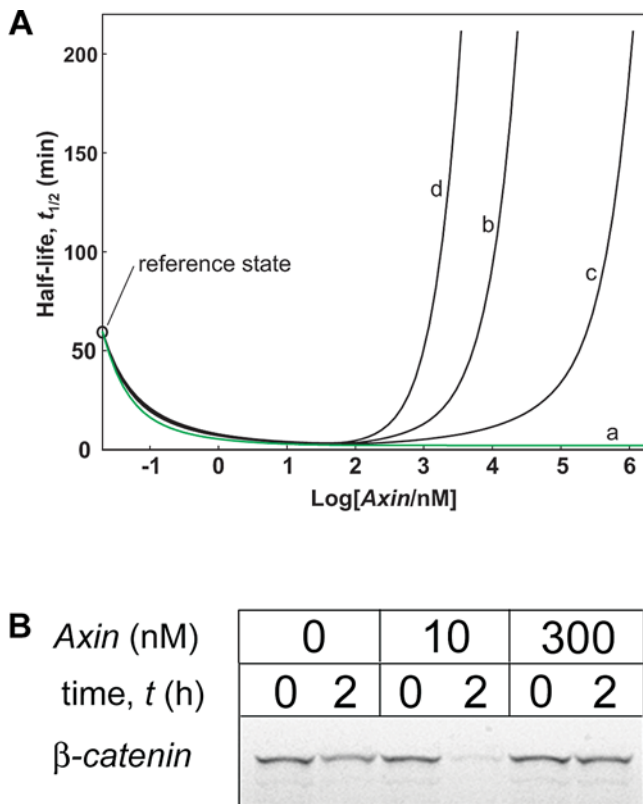 A
Half-life, t1/2 (min)
200
150
100
50
0
reference state
d
b
c
a
-1 0 1 2 3 4 5 6
Log[Axin/nM]
B
Axin (nM) 0 10 300
time, t (h) 0 2 0 2 0 2
β-catenin